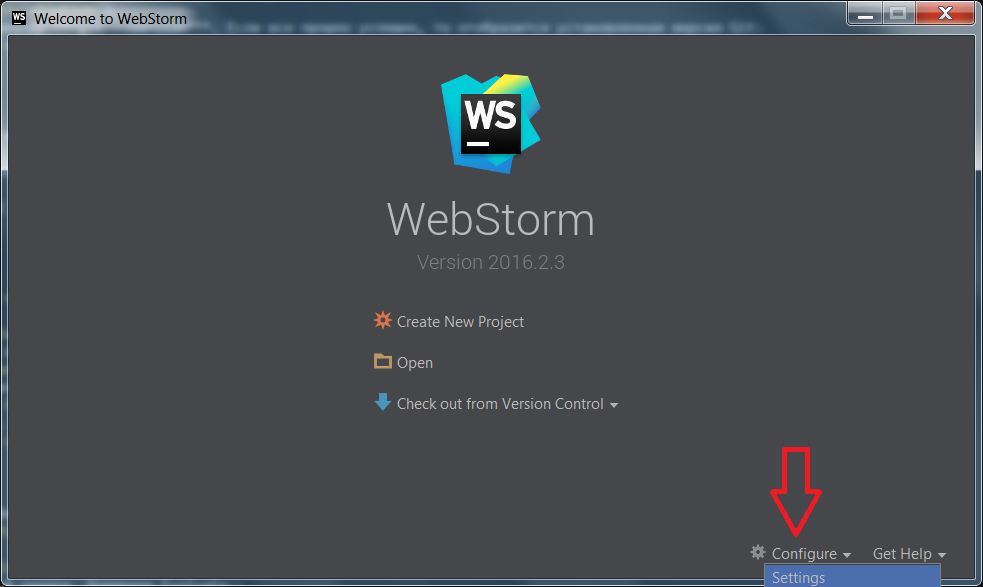 WS Welcome to WebStorm
WS
WebStorm
Version 2016.2.3
Create New Project
Open
Check out from Version Control
Configure
Get Help
Settings